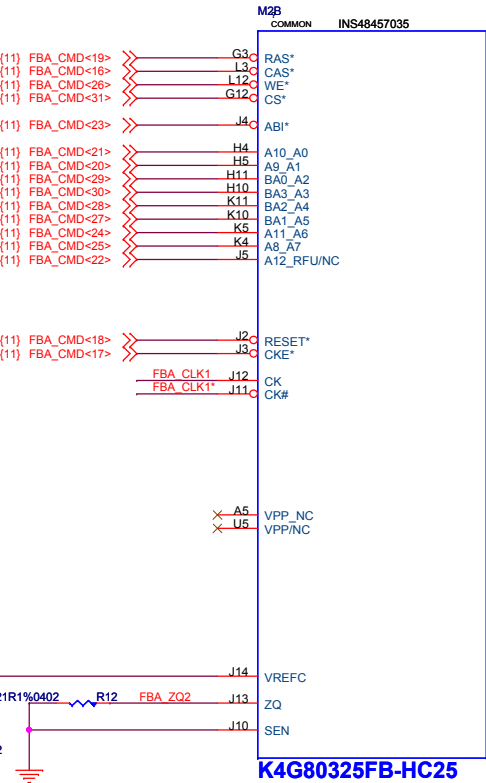 M2B
COMMON INS48457035
{11} FBA_CMD<19> G3 RAS*
{11} FBA_CMD<16> L3 CAS*
{11} FBA_CMD<26> L12 WE*
{11} FBA_CMD<31> G12 CS*
{11} FBA_CMD<23> J4 ABI*
{11} FBA_CMD<21> H4 A10_A0
{11} FBA_CMD<20> H5 A9_A1
{11} FBA_CMD<29> H11 BA0_A2
{11} FBA_CMD<30> H10 BA3_A3
{11} FBA_CMD<28> K11 BA2_A4
{11} FBA_CMD<27> K10 BA1_A5
{11} FBA_CMD<24> K5 A11_A6
{11} FBA_CMD<25> K4 A8_A7
{11} FBA_CMD<22> J5 A12_RFU/NC
{11} FBA_CMD<18> J2 RESET*
{11} FBA_CMD<17> J3 CKE*
FBA_CLK1 J12 CK
FBA_CLK1* J11 CK#
A5 VPP_NC
U5 VPP/NC
J14 VREFC
21R1%0402 R12 FBA_ZQ2 J13 ZQ
J10 SEN
K4G80325FB-HC25